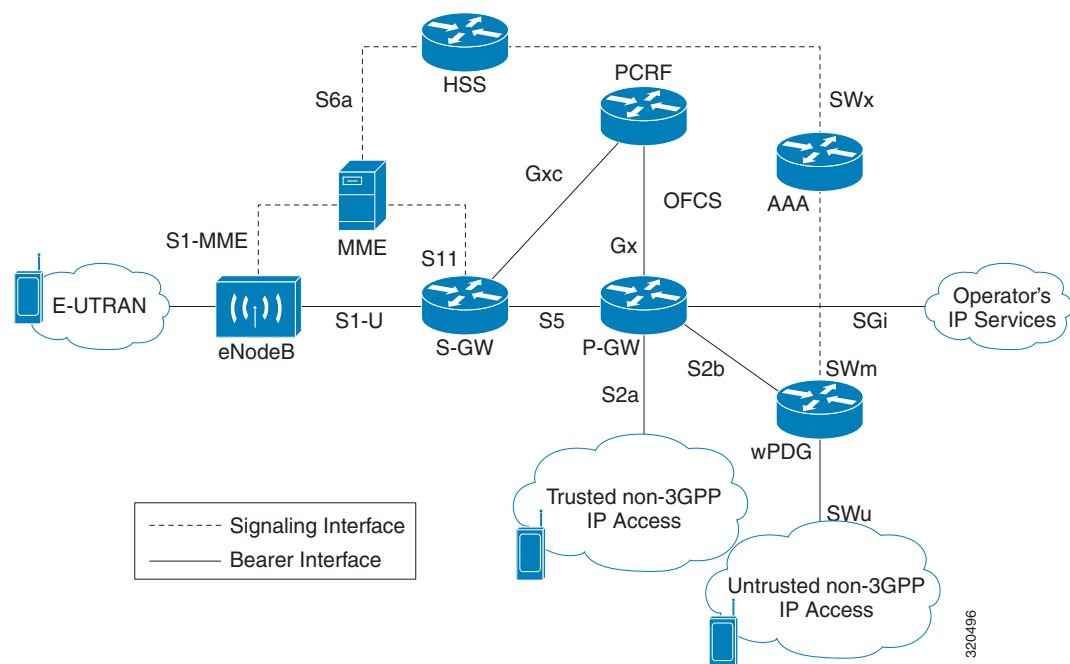 HSS
PCRF
S6a
SWx
Gxc
OFCS
AAA
S1-MME
MME
S11
Gx
E-UTRAN
Operator's
IP Services
S1-U
S5
SGi
eNodeB
S-GW
P-GW
S2b
SWm
S2a
wPDG
Trusted non-3GPP
IP Access
SWu
Signaling Interface
Bearer Interface
Untrusted non-3GPP
IP Access
320496